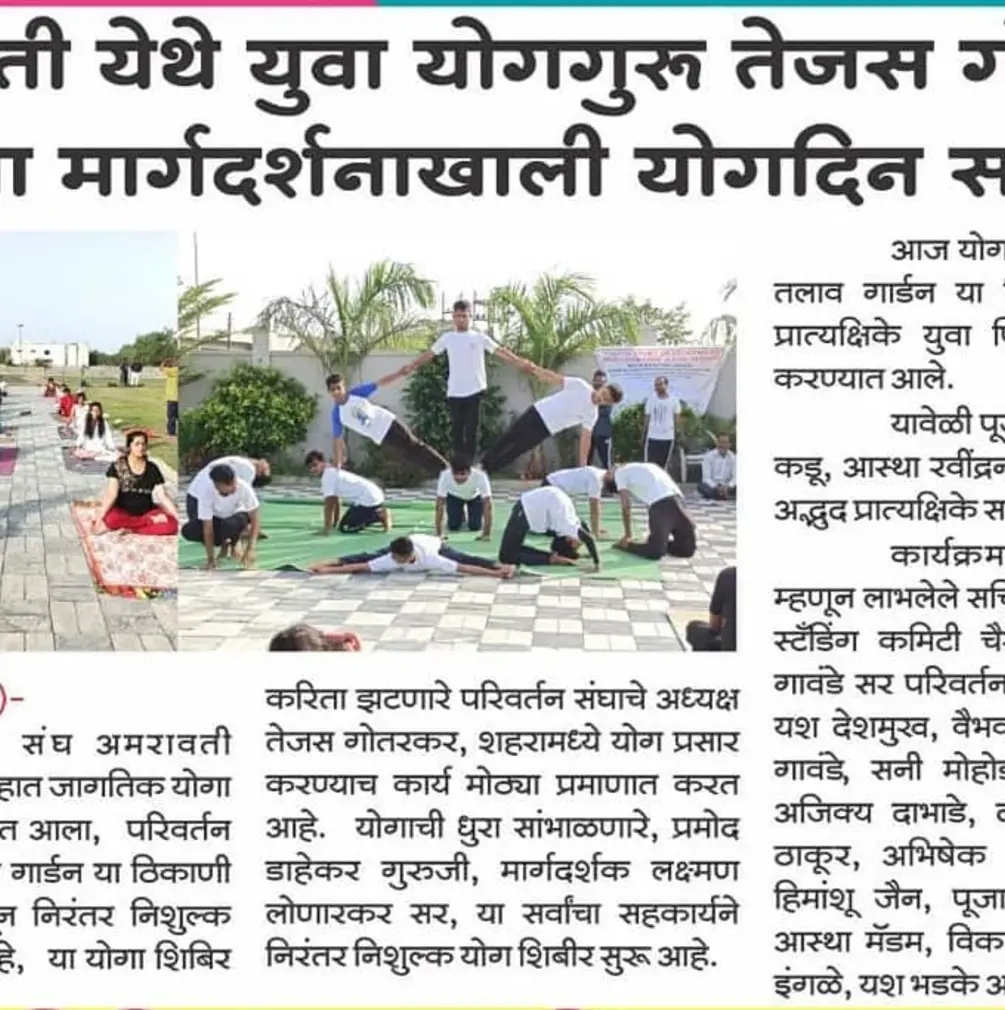 ती येथे युवा योगगुरू तेजस
मार्गदर्शनाखाली योगदिन
संघ अमरावती
जागतिक योगा
आला, परिवर्तन
गार्डन या ठिकाणी
निरंतर निशुल्क
या योगा शिबिर
करिता झटणारे परिवर्तन संघाचे अध्यक्ष
तेजस गोतरकर, शहरामध्ये योग प्रसार
करण्याच कार्य मोठ्या प्रमाणात करत
आहे. योगाची धुरा सांभाळणारे, प्रमोद
डाहेकर गुरुजी, मार्गदर्शक लक्ष्मण
लोणारकर सर, या सर्वांचा सहकार्यने
निरंतर निशुल्क योग शिबीर सुरू आहे.
आज योग
तलाव गार्डन या
प्रात्यक्षिके युवा
करण्यात आले.
यावेळी
कडू, आस्था
अद्भुद प्रात्यक्षिके
कार्यक्रम
म्हणून लाभलेले
स्टँडिंग कमिटी
गावंडे सर परिवर्तन
यश देशमुख,
गावंडे, सनी
अजिक्य दाभाडे,
ठाकूर, अभिषेक
हिमांशू जैन, पूजा
आस्था मॅडम,
इंगळे, यश भडके